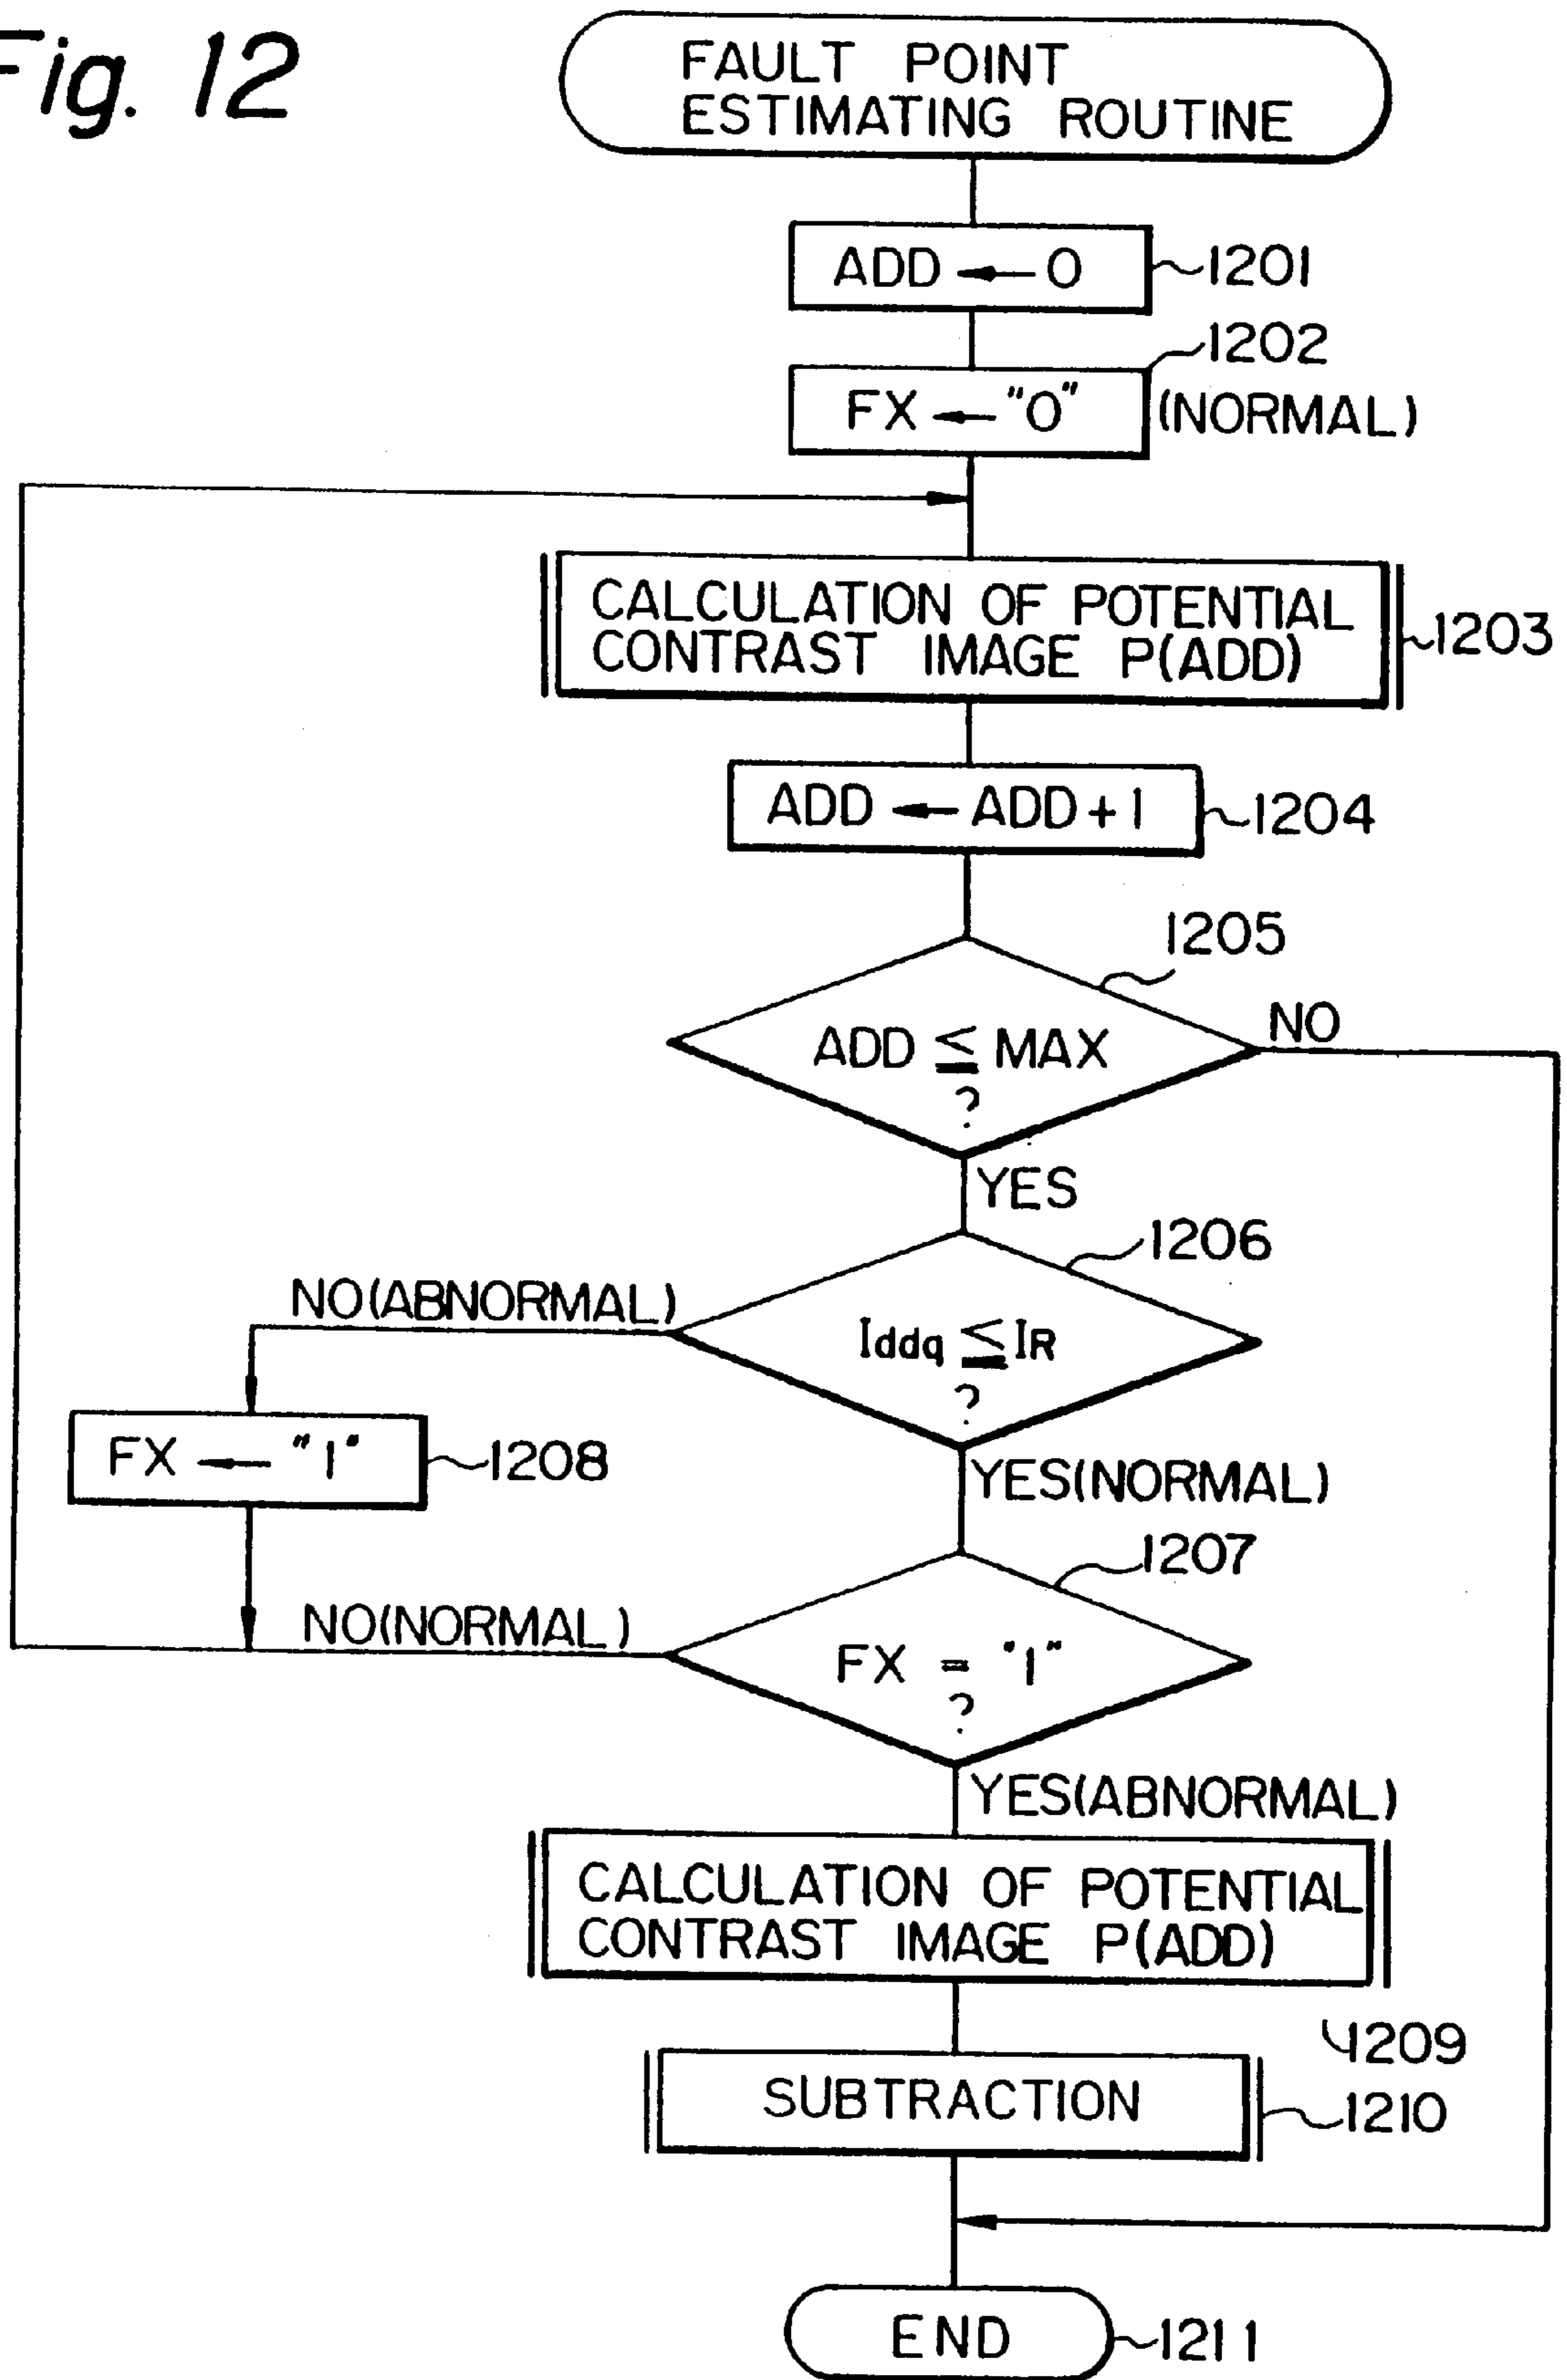 Fig. 12
FAULT POINT
ESTIMATING ROUTINE
ADD ← 0
1201
1202
FX ← "0"
(NORMAL)
CALCULATION OF POTENTIAL
CONTRAST IMAGE P(ADD)
1203
ADD ← ADD + 1
1204
1205
ADD ≦ MAX
?
NO
YES
1206
NO(ABNORMAL)
Iddq ≦ IR
?
FX ← "1"
1208
YES(NORMAL)
1207
NO(NORMAL)
FX = "1"
?
YES(ABNORMAL)
CALCULATION OF POTENTIAL
CONTRAST IMAGE P(ADD)
1209
SUBTRACTION
1210
END
1211